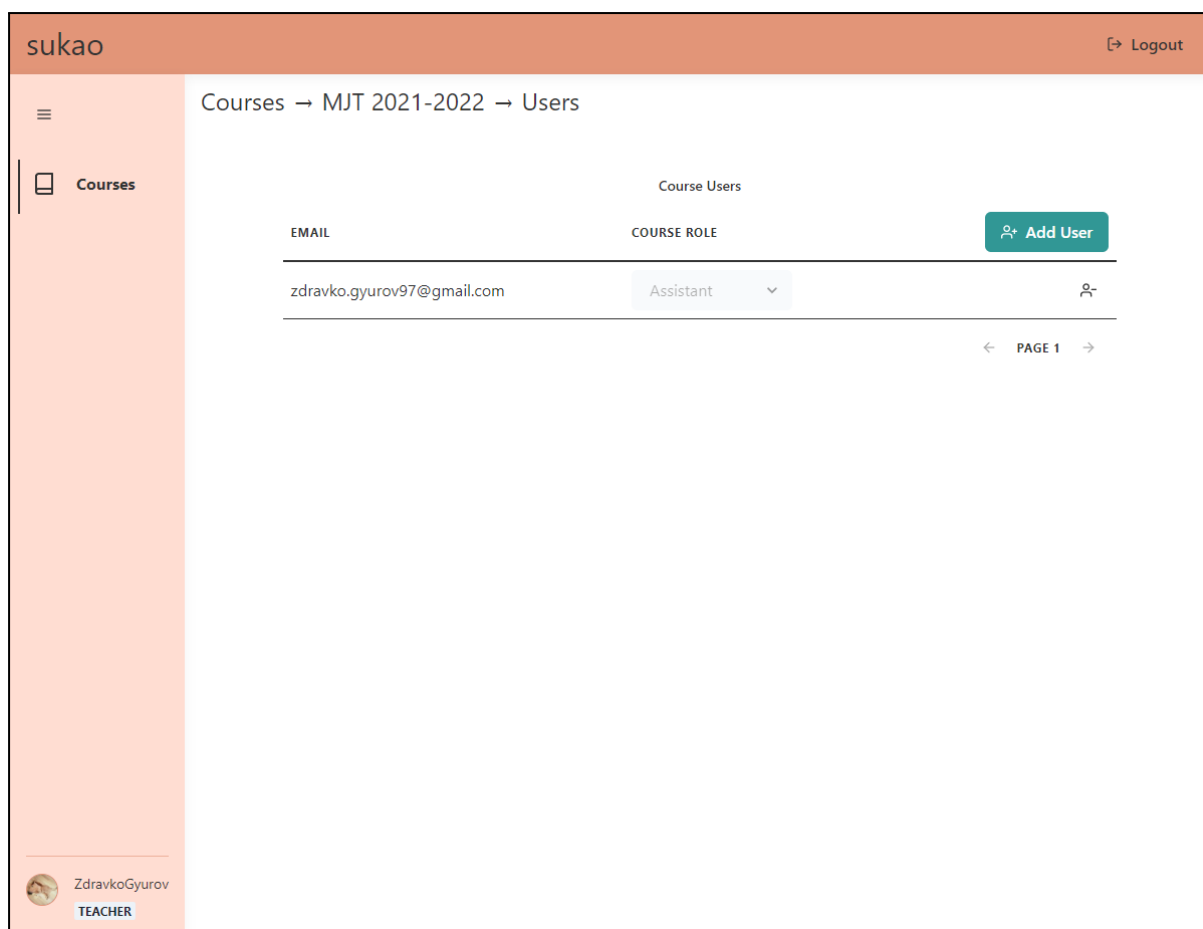 sukao
Logout
Courses → MJT 2021-2022 → Users
Courses
Course Users
EMAIL COURSE ROLE Add User
zdravko.gyurov97@gmail.com Assistant
← PAGE 1 →
ZdravkoGyurov
TEACHER